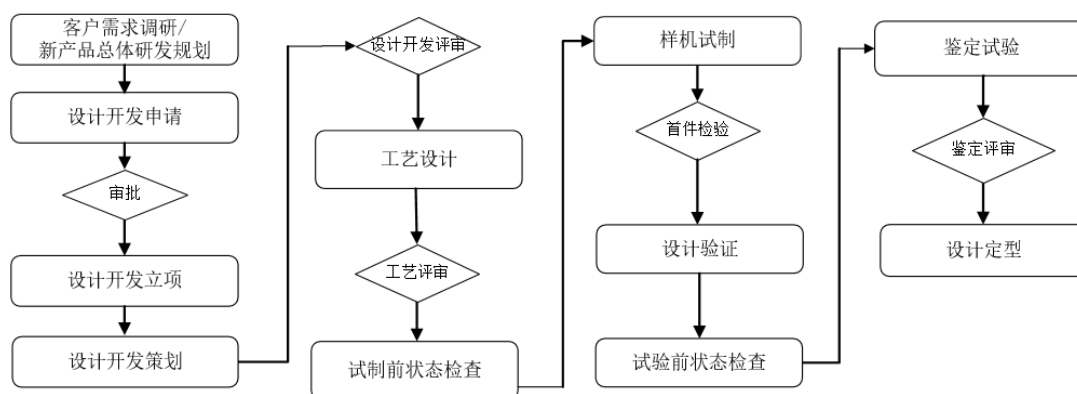 客户需求调研/
新产品总体研发规划
设计开发申请
审批
设计开发立项
设计开发策划
设计开发评审
工艺设计
工艺评审
试制前状态检查
样机试制
首件检验
设计验证
试验前状态检查
鉴定试验
鉴定评审
设计定型